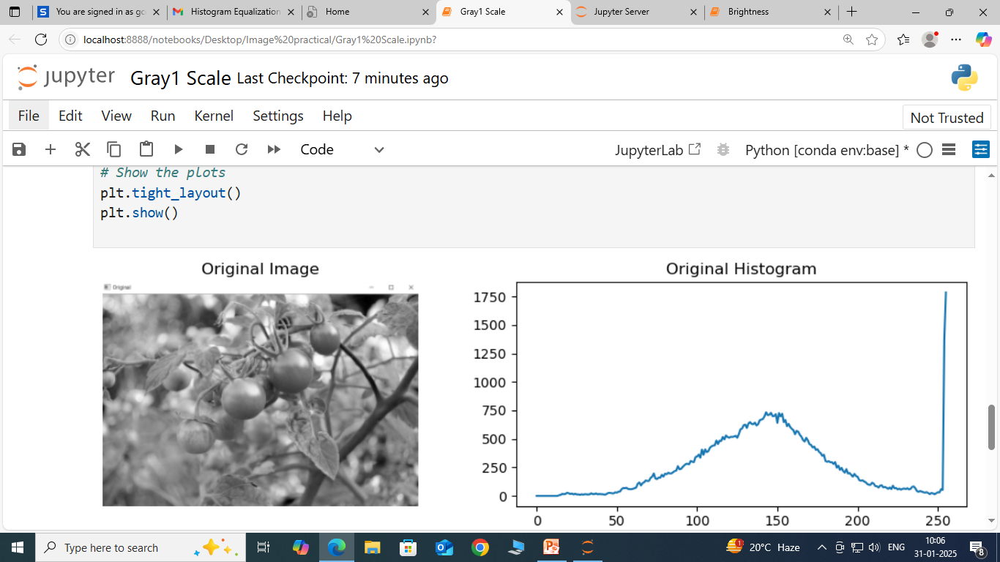 You are signed in as gc
Histogram Equalization
Home
Gray1 Scale
Jupyter Server
Brightness
localhost:8888/notebooks/Desktop/Image%20practical/Gray1%20Scale.ipynb?
jupyter Gray1 Scale Last Checkpoint: 7 minutes ago
File Edit View Run Kernel Settings Help Not Trusted
Code JupyterLab Python [conda env:base] *
# Show the plots
plt.tight_layout()
plt.show()
Original Image
Original
Original Histogram
1750
1500
1250
1000
750
500
250
0
0 50 100 150 200 250
Type here to search
1
20°C Haze
ENG
10:06
31-01-2025
8